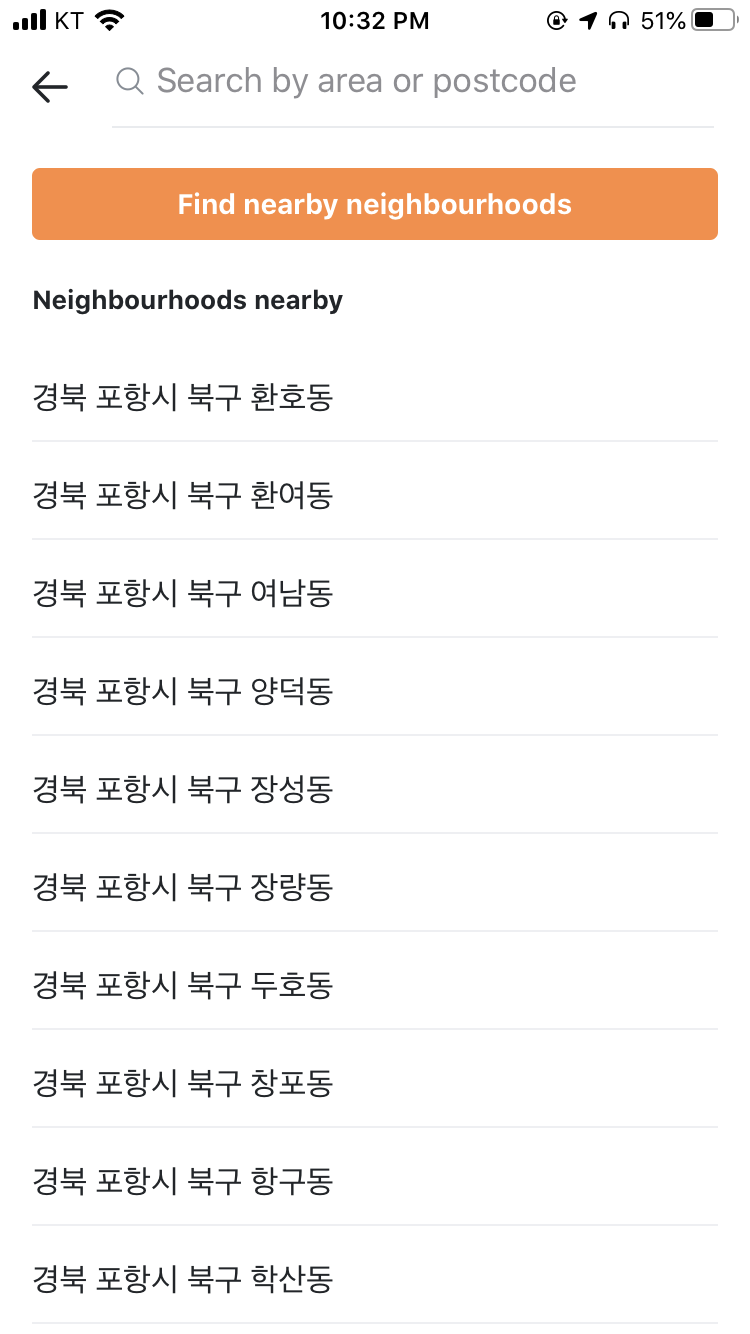 KT 10:32 PM 51%
Search by area or postcode
Find nearby neighbourhoods
Neighbourhoods nearby
경북 포항시 북구 환호동
경북 포항시 북구 환여동
경북 포항시 북구 여남동
경북 포항시 북구 양덕동
경북 포항시 북구 장성동
경북 포항시 북구 장량동
경북 포항시 북구 두호동
경북 포항시 북구 창포동
경북 포항시 북구 항구동
경북 포항시 북구 학산동